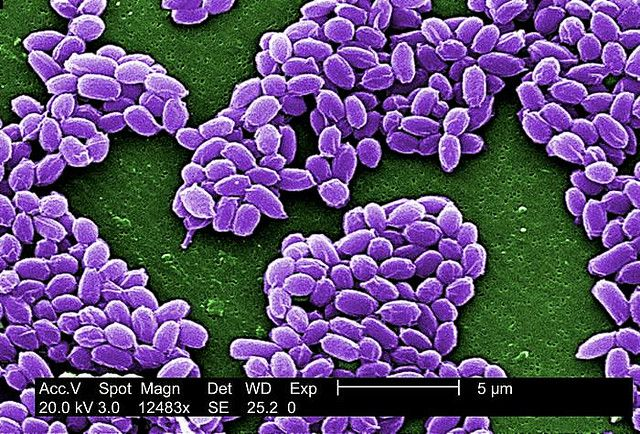 Acc.V Spot Magn Det WD Exp 5 µm
20.0 kV 3.0 12483x SE 25.2 0